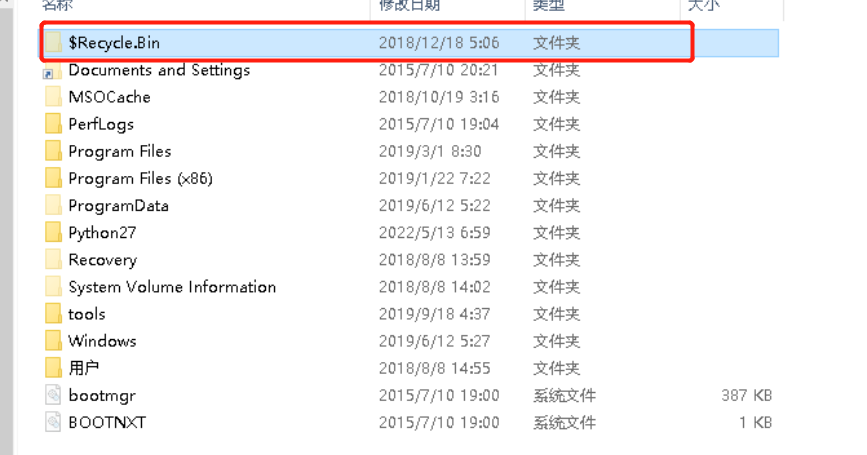 名称 修改日期 类型 大小
$Recycle.Bin 2018/12/18 5:06 文件夹
Documents and Settings 2015/7/10 20:21 文件夹
MSOCache 2018/10/19 3:16 文件夹
PerfLogs 2015/7/10 19:04 文件夹
Program Files 2019/3/1 8:30 文件夹
Program Files (x86) 2019/1/22 7:22 文件夹
ProgramData 2019/6/12 5:22 文件夹
Python27 2022/5/13 6:59 文件夹
Recovery 2018/8/8 13:59 文件夹
System Volume Information 2018/8/8 14:02 文件夹
tools 2019/9/18 4:37 文件夹
Windows 2019/6/12 5:27 文件夹
用户 2018/8/8 14:55 文件夹
bootmgr 2015/7/10 19:00 系统文件 387 KB
BOOTNXT 2015/7/10 19:00 系统文件 1 KB